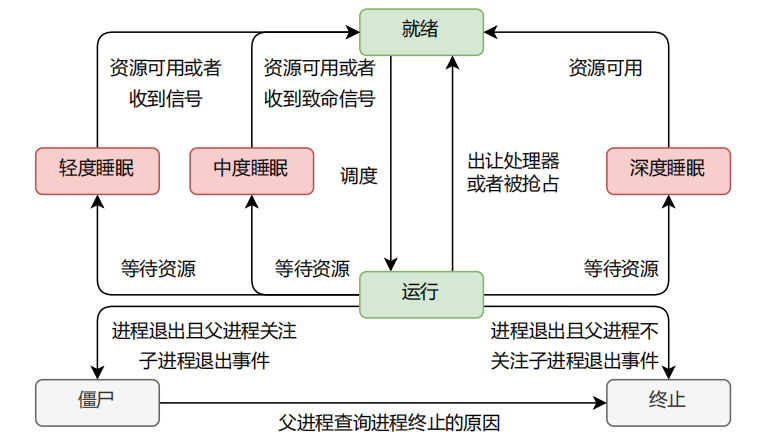 就绪
资源可用或者
收到信号
资源可用或者
收到致命信号
资源可用
轻度睡眠
中度睡眠
调度
出让处理器
或者被抢占
深度睡眠
等待资源
等待资源
等待资源
运行
进程退出且父进程关注
子进程退出事件
进程退出且父进程不
关注子进程退出事件
僵尸
终止
父进程查询进程终止的原因